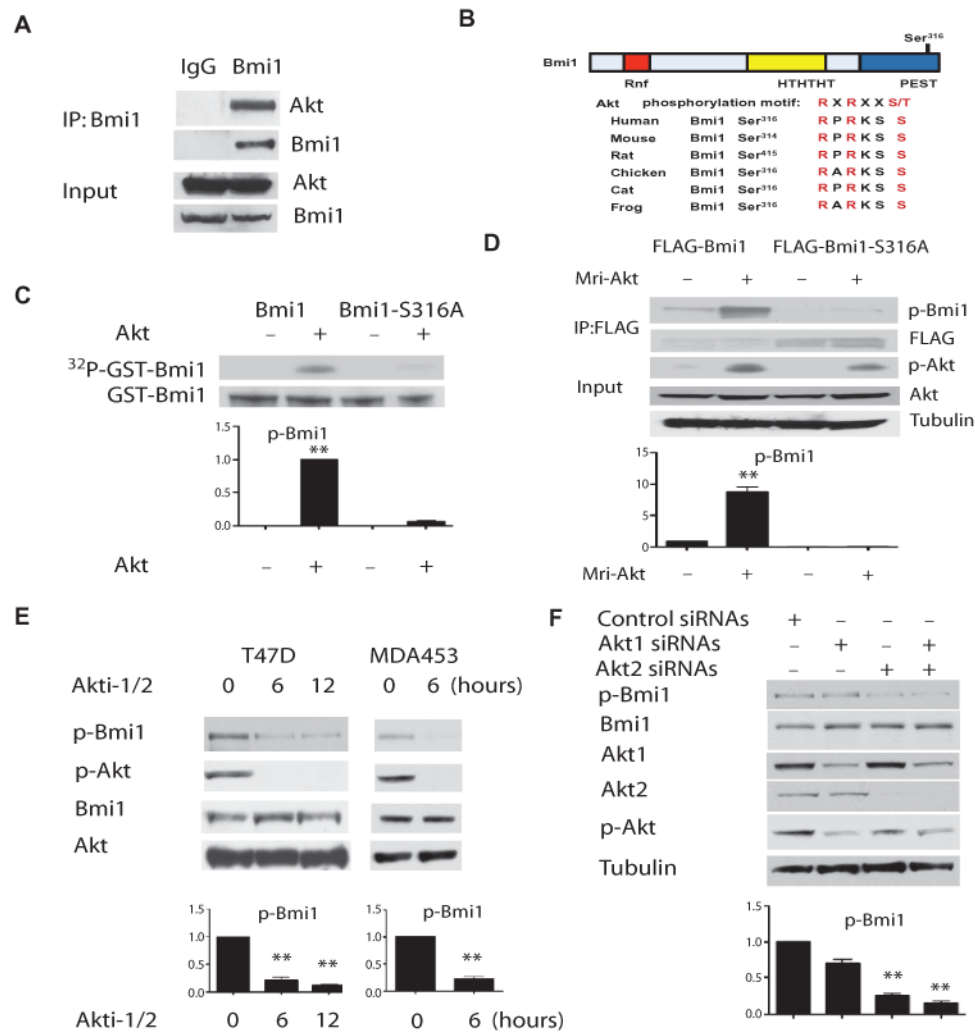 A
IgG Bmi1
IP: Bmi1
Akt
Bmi1
Input
Akt
Bmi1
B
Ser316
Bmi1
Rnf HTHTHT PEST
Akt phosphorylation motif: R X R X X S/T
Human Bmi1 Ser316 R P R K S S
Mouse Bmi1 Ser314 R P R K S S
Rat Bmi1 Ser415 R P R K S S
Chicken Bmi1 Ser316 R A R K S S
Cat Bmi1 Ser316 R P R K S S
Frog Bmi1 Ser316 R A R K S S
C
Bmi1 Bmi1-S316A
Akt – + – +
32P-GST-Bmi1
GST-Bmi1
p-Bmi1
1.5
1.0
0.5
0.0
**
Akt – + – +
D
FLAG-Bmi1 FLAG-Bmi1-S316A
Mri-Akt – + – +
IP:FLAG
p-Bmi1
FLAG
Input
p-Akt
Akt
Tubulin
p-Bmi1
15
10
5
0
**
Mri-Akt – + – +
E
T47D MDA453
Akti-1/2 0 6 12 0 6 (hours)
p-Bmi1
p-Akt
Bmi1
Akt
p-Bmi1
1.5
1.0
0.5
0.0
** **
p-Bmi1
1.5
1.0
0.5
0.0
**
Akti-1/2 0 6 12 0 6 (hours)
F
Control siRNAs + – – –
Akt1 siRNAs – + – +
Akt2 siRNAs – – + +
p-Bmi1
Bmi1
Akt1
Akt2
p-Akt
Tubulin
p-Bmi1
1.5
1.0
0.5
0.0
** **